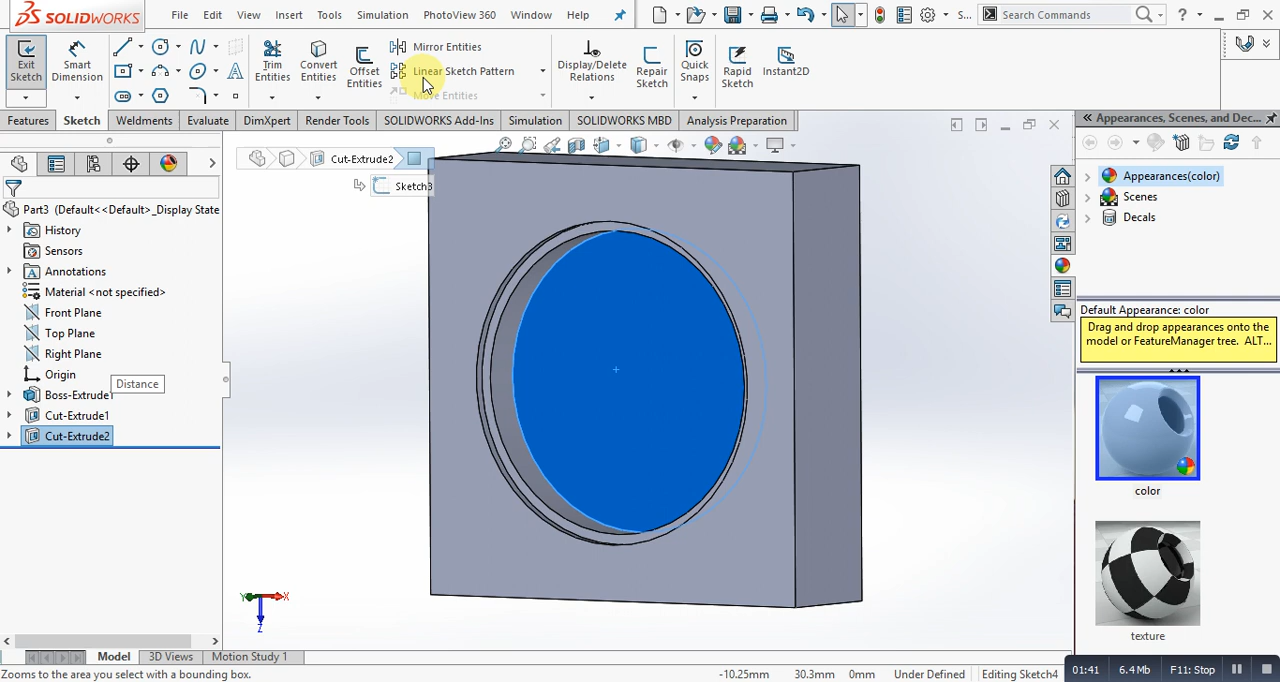 SOLIDWORKS
File Edit View Insert Tools Simulation PhotoView 360 Window Help
S...
Search Commands
Exit Sketch
Smart Dimension
Trim Entities
Convert Entities
Offset Entities
Mirror Entities
Linear Sketch Pattern
Move Entities
Display/Delete Relations
Repair Sketch
Quick Snaps
Rapid Sketch
Instant2D
Features Sketch Weldments Evaluate DimXpert Render Tools SOLIDWORKS Add-Ins Simulation SOLIDWORKS MBD Analysis Preparation
Cut-Extrude2
Sketch3
Part3 (Default<<Default>_Display State
History
Sensors
Annotations
Material <not specified>
Front Plane
Top Plane
Right Plane
Origin
Distance
Boss-Extrude1
Cut-Extrude1
Cut-Extrude2
Y X
Z
Appearances, Scenes, and Dec...
Appearances(color)
Scenes
Decals
Default Appearance: color
Drag and drop appearances onto the
model or FeatureManager tree. ALT...
color
texture
Model 3D Views Motion Study 1
Zooms to the area you select with a bounding box.
-10.25mm 30.3mm 0mm Under Defined Editing Sketch4
01:41 6.4 Mb F11: Stop